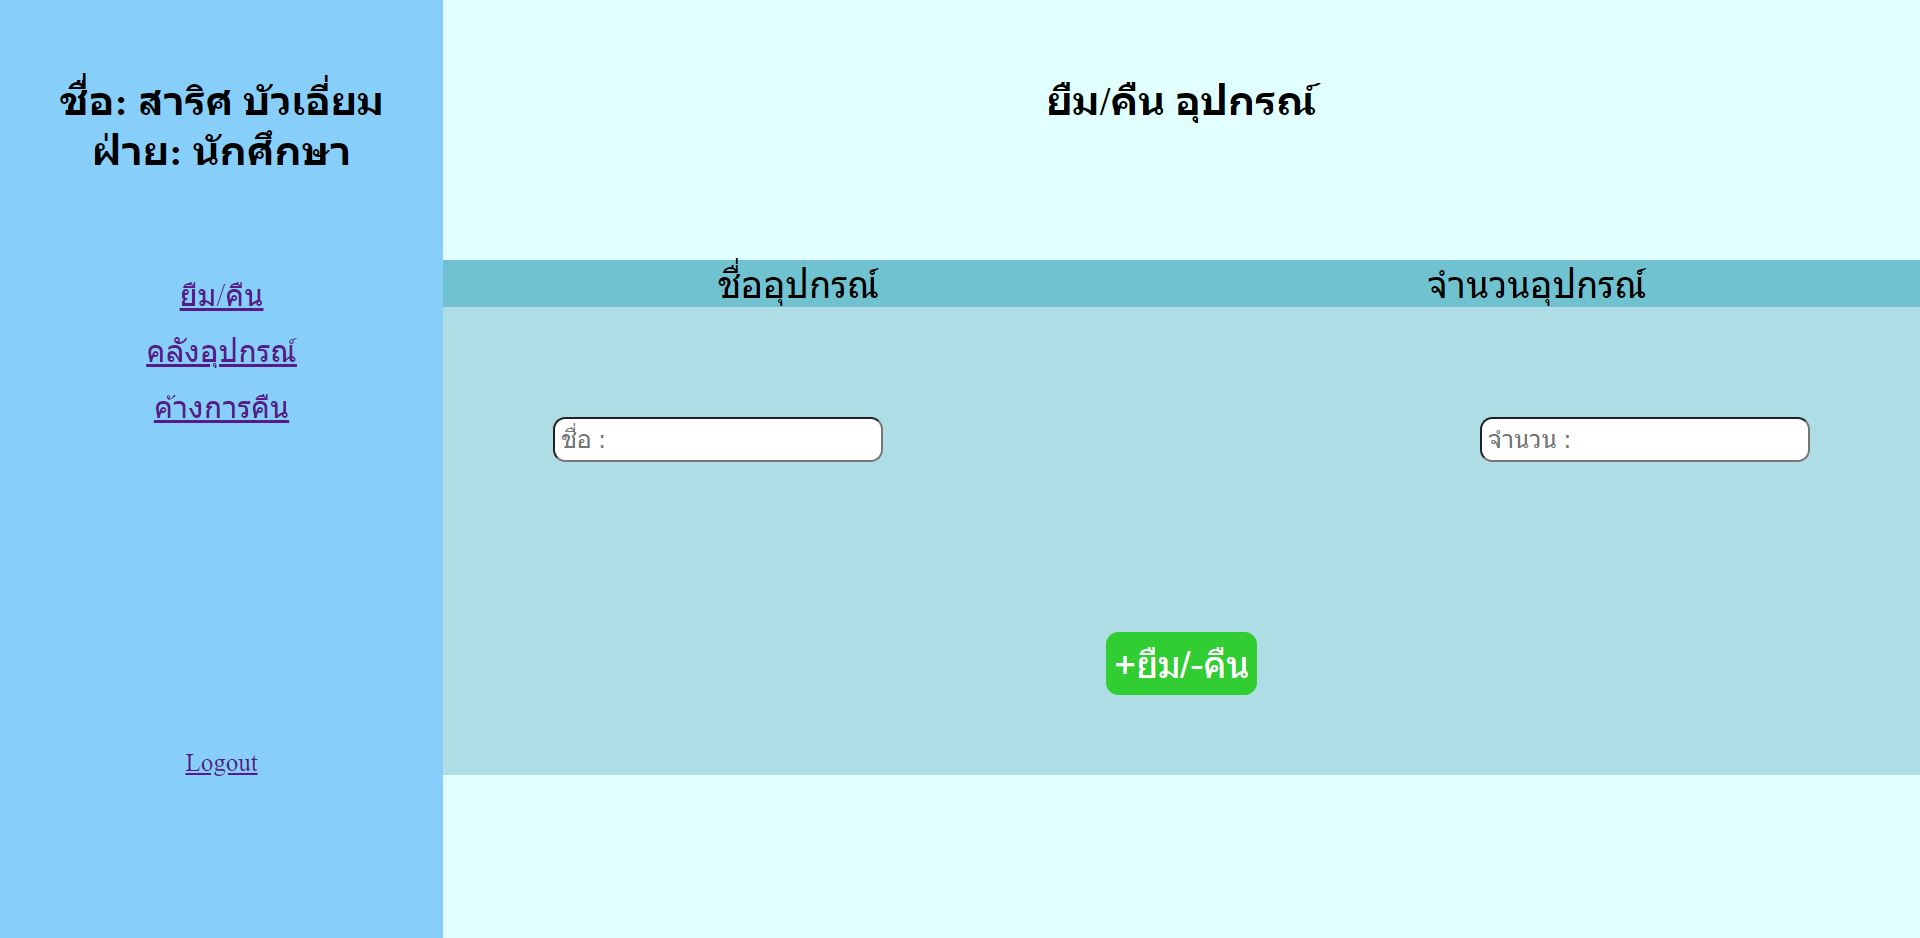 ชื่อ: สาริศ บัวเอี่ยม
ฝ่าย: นักศึกษา
ยืม/คืน
คลังอุปกรณ์
ค้างการคืน
Logout
ยืม/คืน อุปกรณ์
ชื่ออุปกรณ์ จำนวนอุปกรณ์
ชื่อ : จำนวน :
+ยืม/-คืน